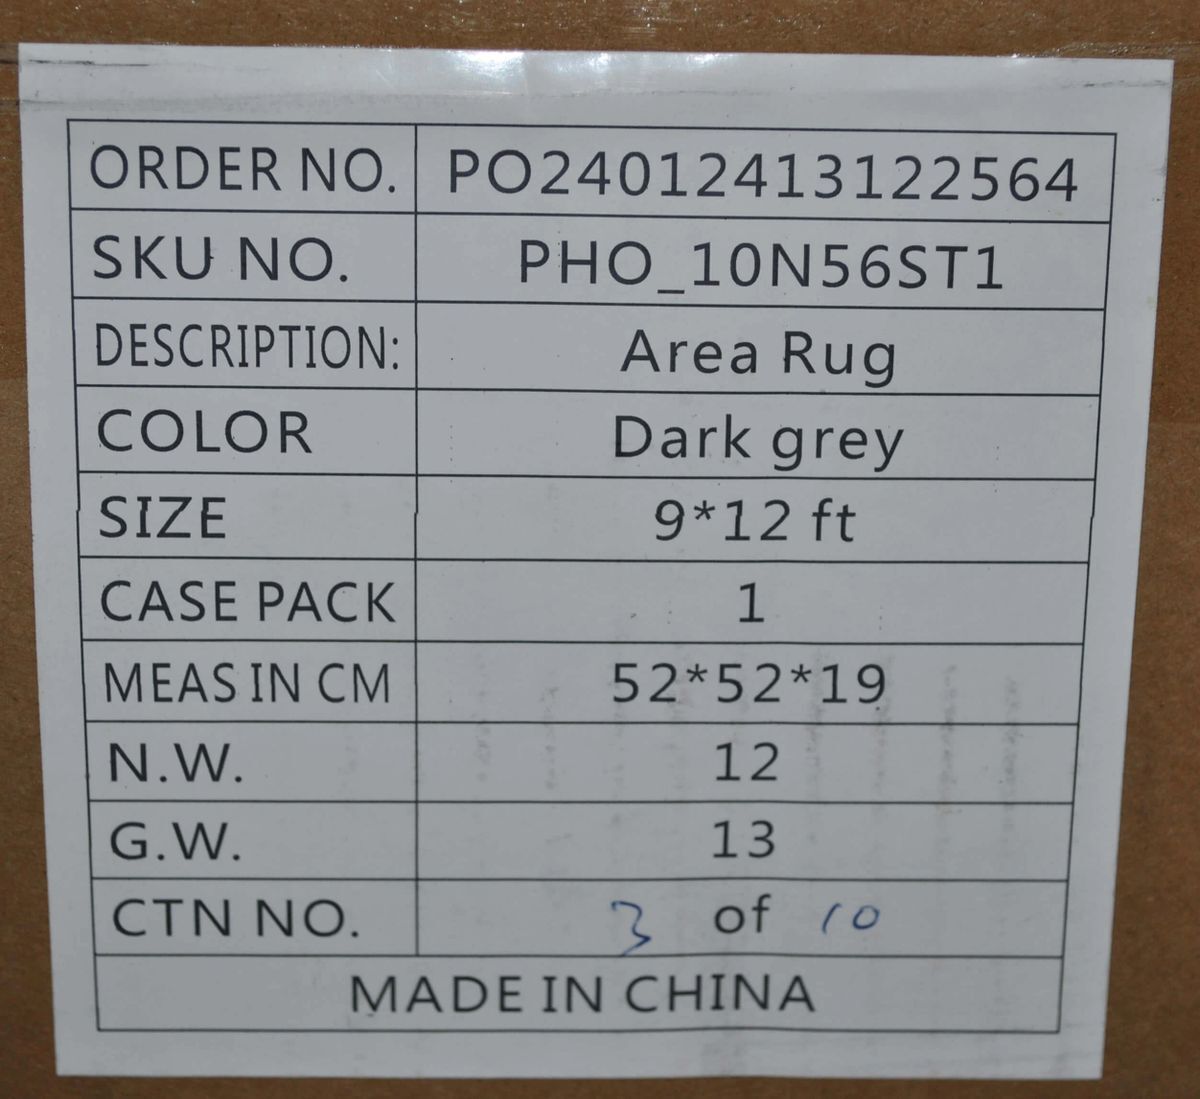 ORDER NO. PO24012413122564
SKU NO. PHO_10N56ST1
DESCRIPTION: Area Rug
COLOR Dark grey
SIZE 9*12 ft
CASE PACK 1
MEAS IN CM 52*52*19
N.W. 12
G.W. 13
CTN NO. 3 of 10
MADE IN CHINA